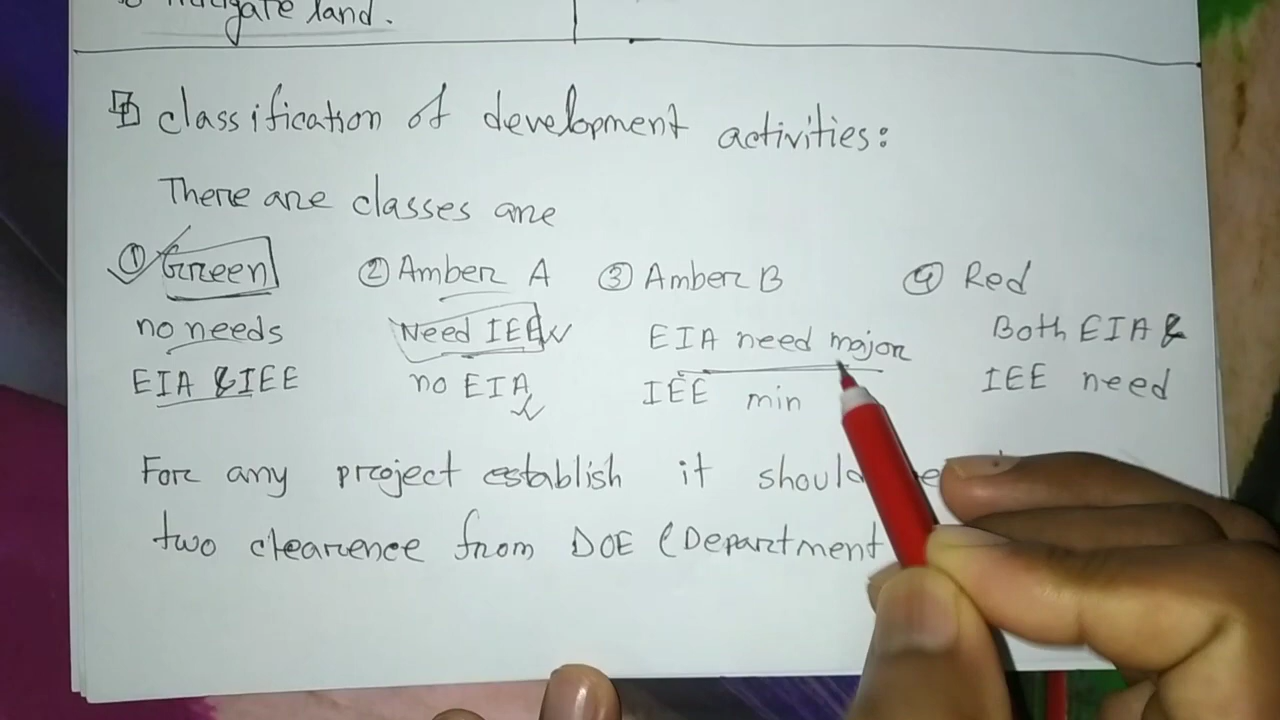 mitigate land.
classification of development activities:
There are classes are
① Green ② Amber A ③ Amber B ④ Red
no needs Need IEE EIA need major Both EIA &
EIA & IEE no EIA IEE min IEE need
For any project establish it should
two clearence from DOE (Department